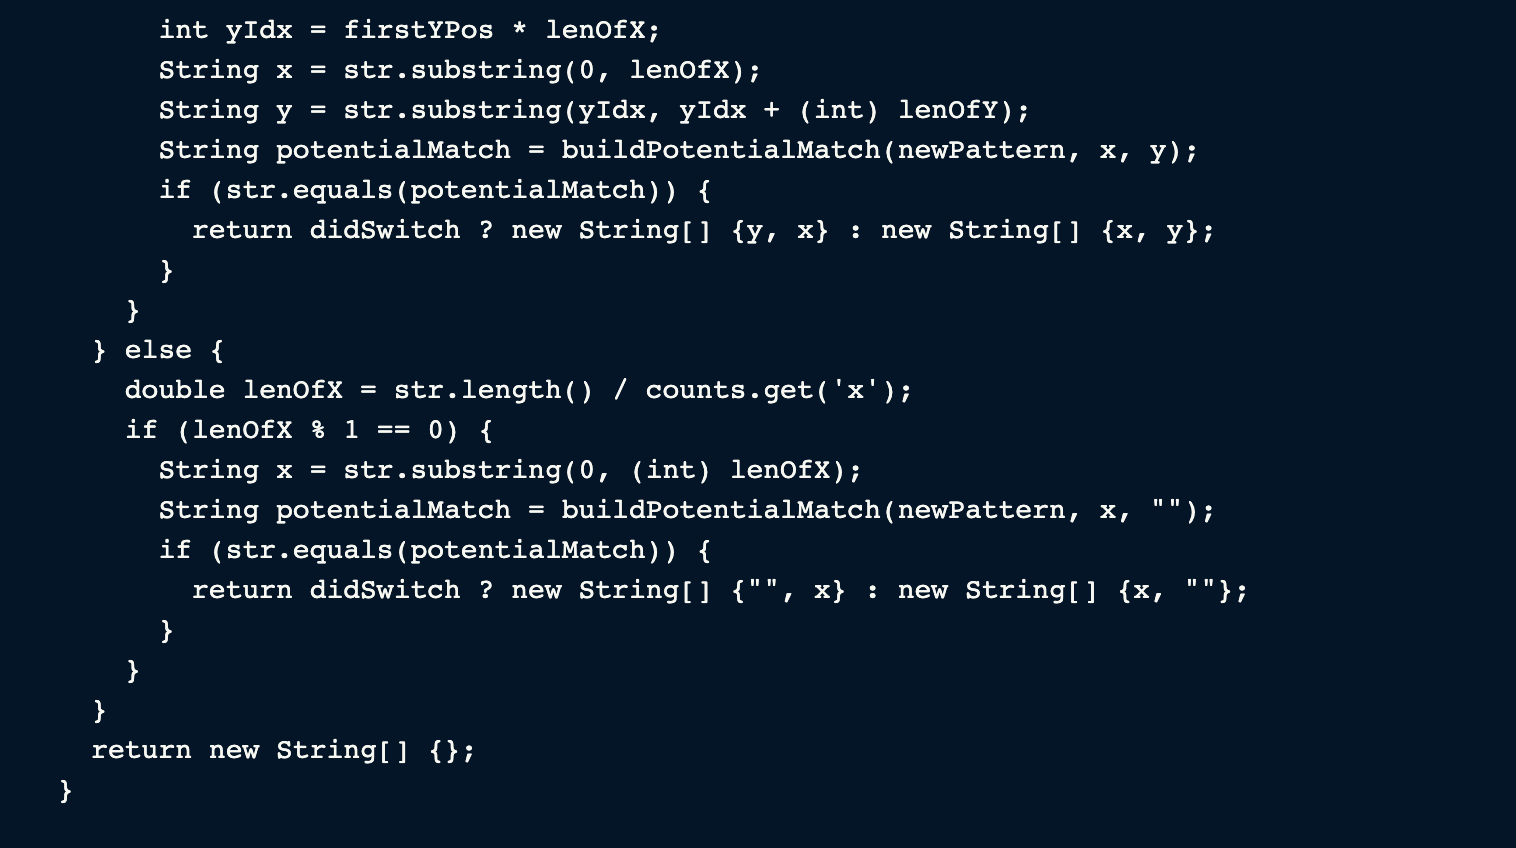 int yIdx = firstYPos * lenOfX;
String x = str.substring(0, lenOfX);
String y = str.substring(yIdx, yIdx + (int) lenOfY);
String potentialMatch = buildPotentialMatch(newPattern, x, y);
if (str.equals(potentialMatch)) {
return didSwitch ? new String[] {y, x} : new String[] {x, y};
}
}
} else {
double lenOfX = str.length() / counts.get('x');
if (lenOfX % 1 == 0) {
String x = str.substring(0, (int) lenOfX);
String potentialMatch = buildPotentialMatch(newPattern, x, "");
if (str.equals(potentialMatch)) {
return didSwitch ? new String[] {"", x} : new String[] {x, ""};
}
}
}
return new String[] {};
}